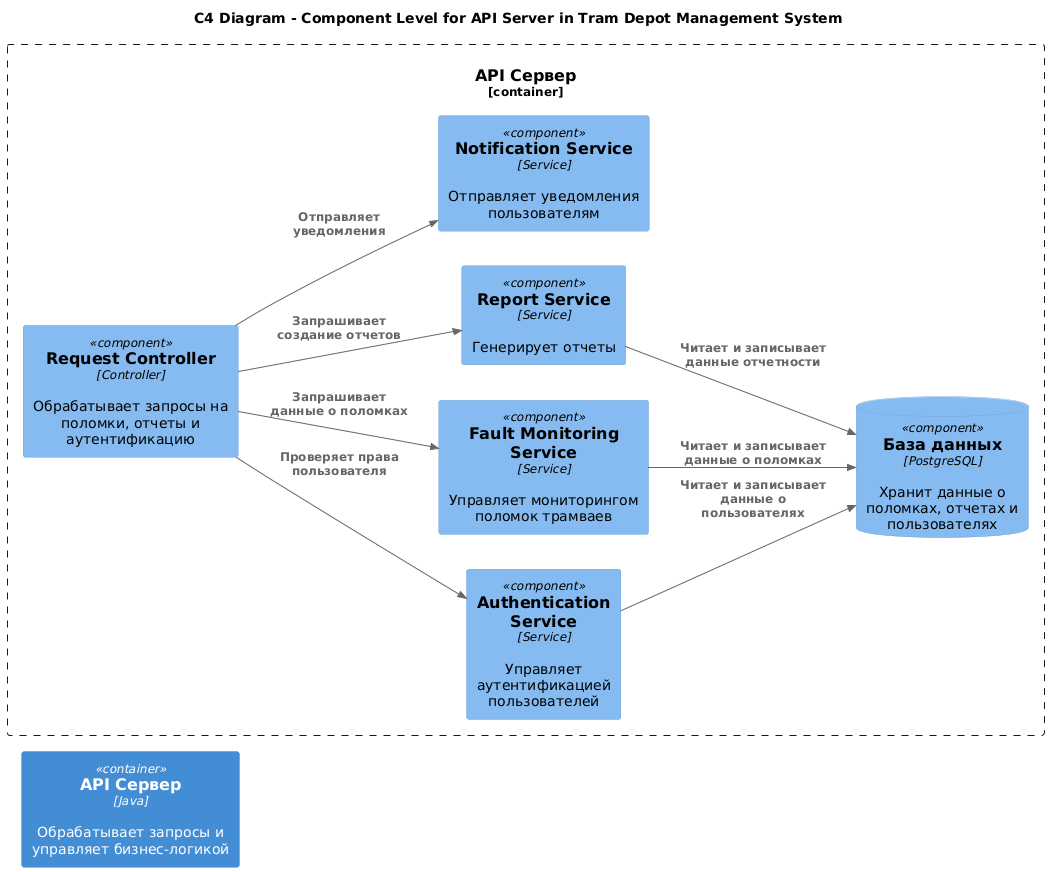 C4 Diagram - Component Level for API Server in Tram Depot Management System
API Сервер
[container]
«component»
Notification Service
[Service]
Отправляет уведомления
пользователям
Отправляет
уведомления
«component»
Report Service
[Service]
Генерирует отчеты
Запрашивает
создание отчетов
«component»
Request Controller
[Controller]
Обрабатывает запросы на
поломки, отчеты и
аутентификацию
Читает и записывает
данные отчетности
Запрашивает
данные о поломках
«component»
Fault Monitoring
Service
[Service]
Управляет мониторингом
поломок трамваев
«component»
База данных
[PostgreSQL]
Хранит данные о
поломках, отчетах и
пользователях
Читает и записывает
данные о поломках
Проверяет права
пользователя
Читает и записывает
данные о
пользователях
«component»
Authentication
Service
[Service]
Управляет
аутентификацией
пользователей
«container»
API Сервер
[Java]
Обрабатывает запросы и
управляет бизнес-логикой